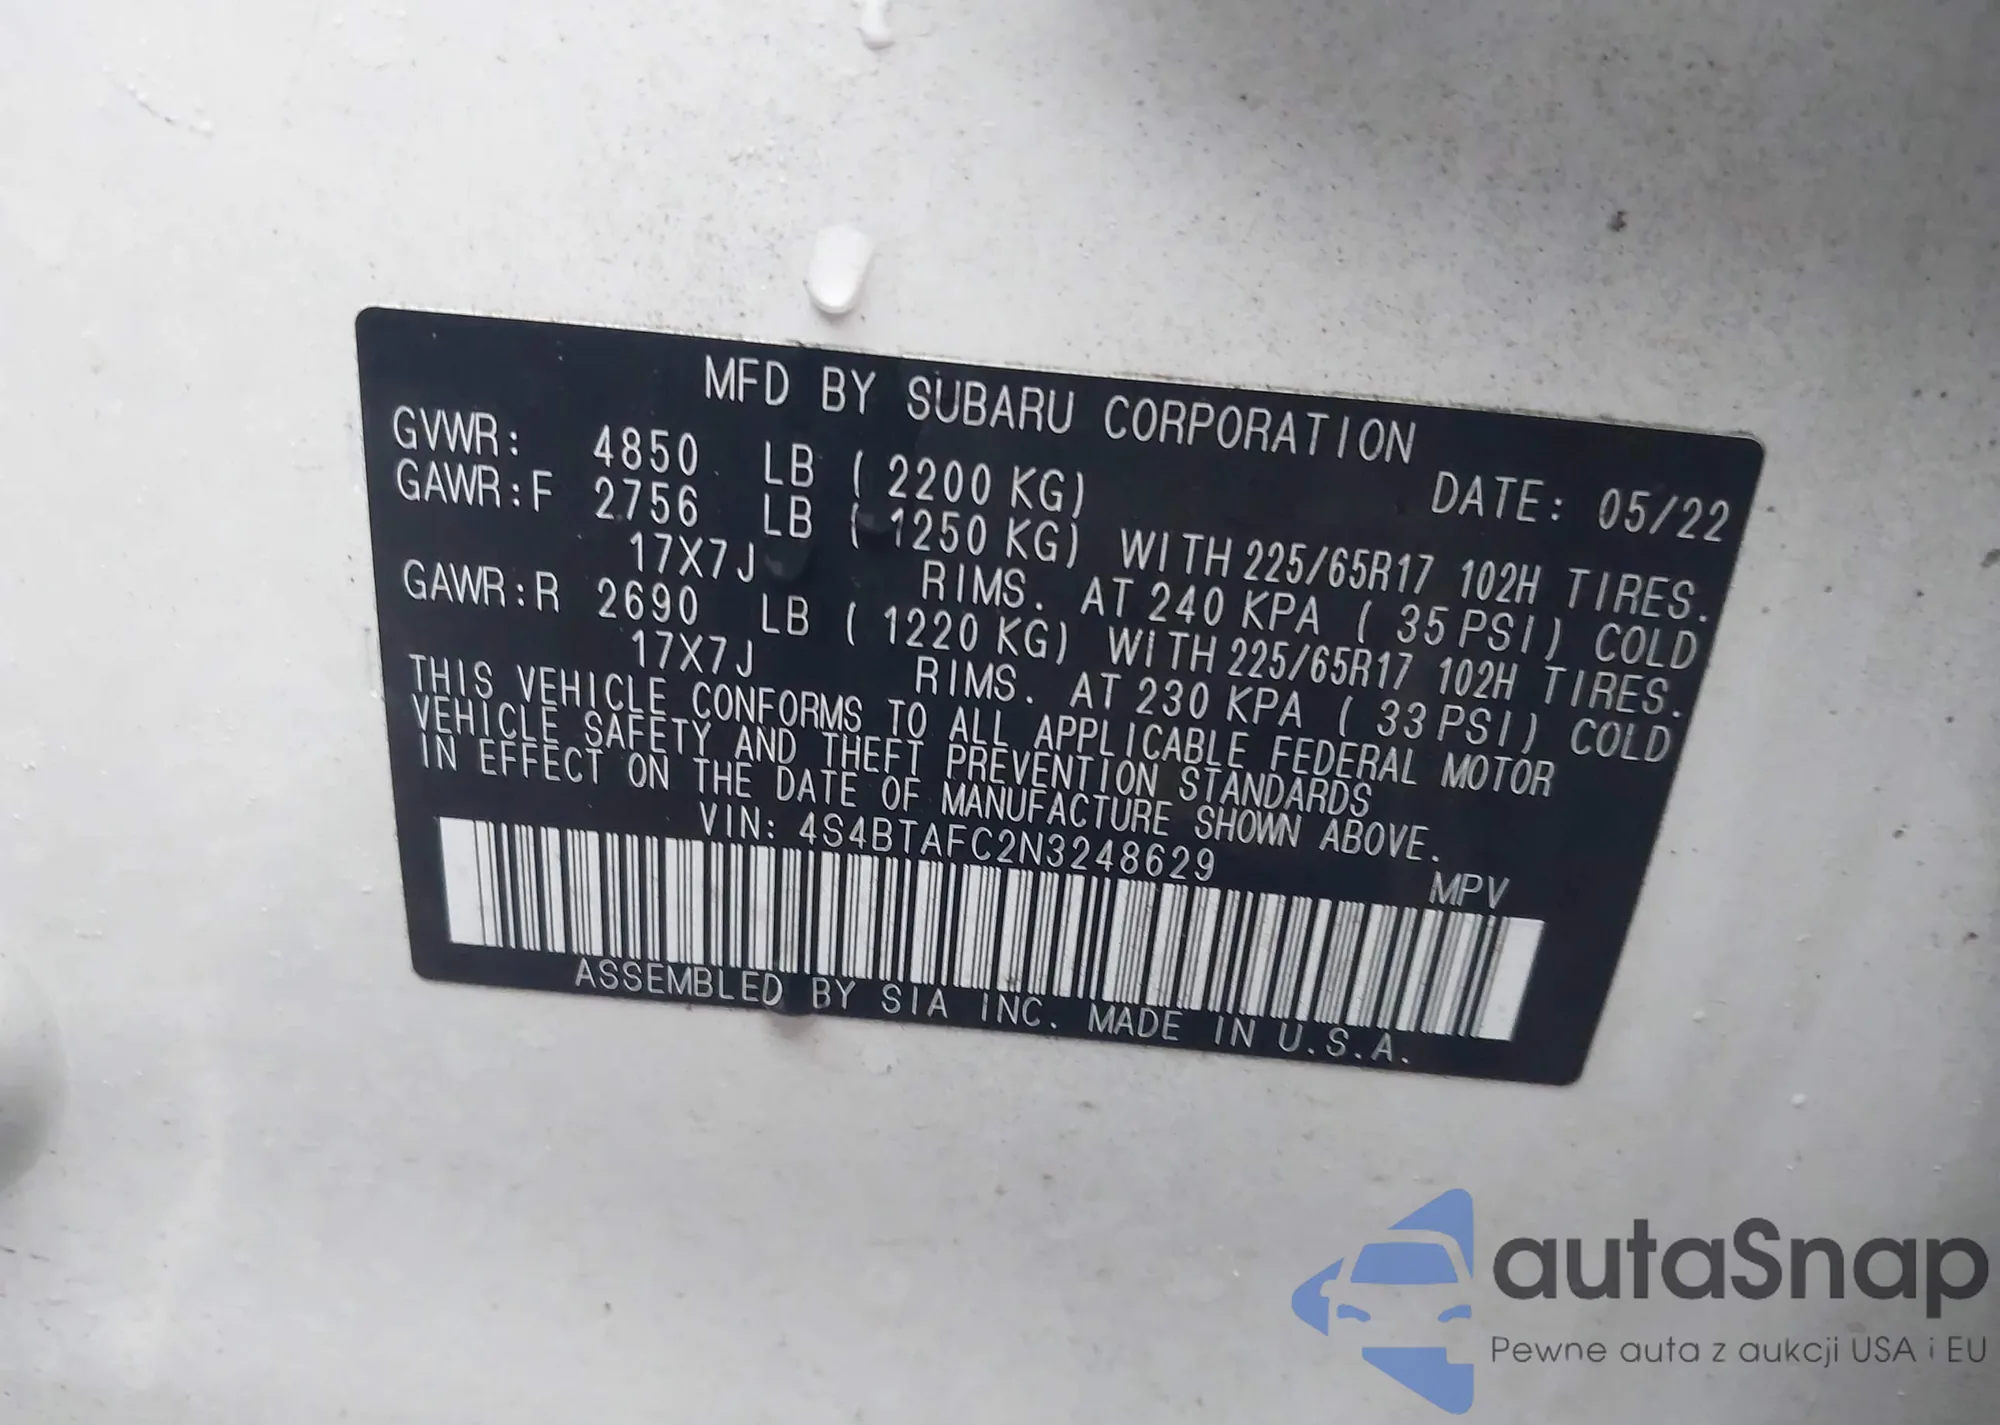 MFD BY SUBARU CORPORATION
GVWR: 4850 LB ( 2200 KG) DATE: 05/22
GAWR:F 2756 LB ( 1250 KG) WITH 225/65R17 102H TIRES.
17X7J RIMS. AT 240 KPA ( 35 PSI) COLD
GAWR:R 2690 LB ( 1220 KG) WITH 225/65R17 102H TIRES.
17X7J RIMS. AT 230 KPA ( 33 PSI) COLD
THIS VEHICLE CONFORMS TO ALL APPLICABLE FEDERAL MOTOR
VEHICLE SAFETY AND THEFT PREVENTION STANDARDS
IN EFFECT ON THE DATE OF MANUFACTURE SHOWN ABOVE.
VIN: 4S4BTAFC2N3248629 MPV
ASSEMBLED BY SIA INC. MADE IN U.S.A.
autaSnap
Pewne auta z aukcji USA i EU